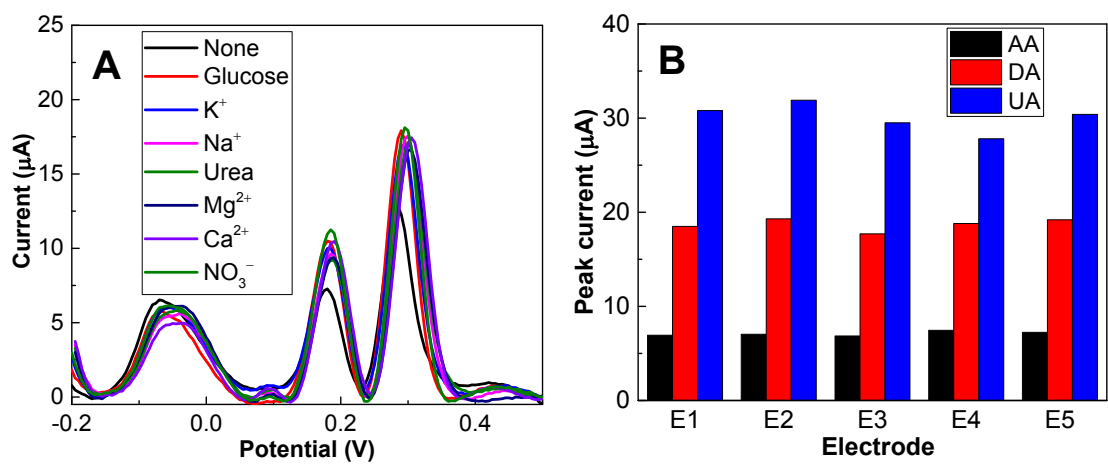 A
None
Glucose
K⁺
Na⁺
Urea
Mg²⁺
Ca²⁺
NO₃⁻
25
20
15
10
5
0
Current (μA)
-0.2
0.0
0.2
0.4
Potential (V)
B
AA
DA
UA
40
30
20
10
0
Peak current (μA)
E1
E2
E3
E4
E5
Electrode